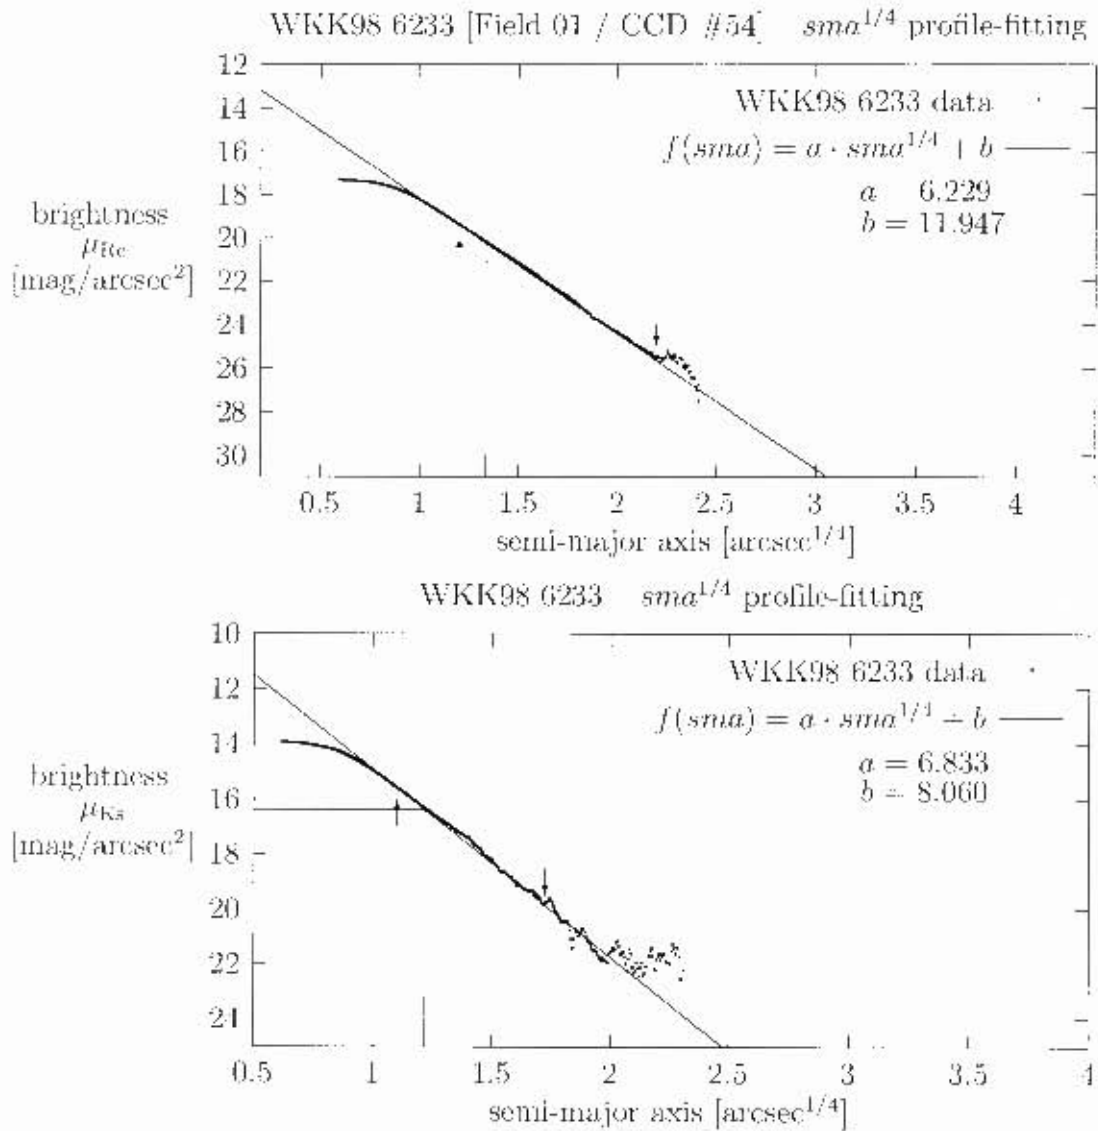 WKK98 6233 [Field 01 / CCD #54] sma^{1/4} profile-fitting
12
14
16
18
20
22
24
26
28
30
brightness
μ_{Rc}
[mag/arcsec²]
WKK98 6233 data
f(sma) = a · sma^{1/4} + b
a 6.229
b = 11.947
0.5 1 1.5 2 2.5 3 3.5 4
semi-major axis [arcsec^{1/4}]
WKK98 6233 sma^{1/4} profile-fitting
10
12
14
16
18
20
22
24
brightness
μ_{Ks}
[mag/arcsec²]
WKK98 6233 data
f(sma) = a · sma^{1/4} + b
a = 6.833
b = 8.060
0.5 1 1.5 2 2.5 3 3.5 4
semi-major axis [arcsec^{1/4}]